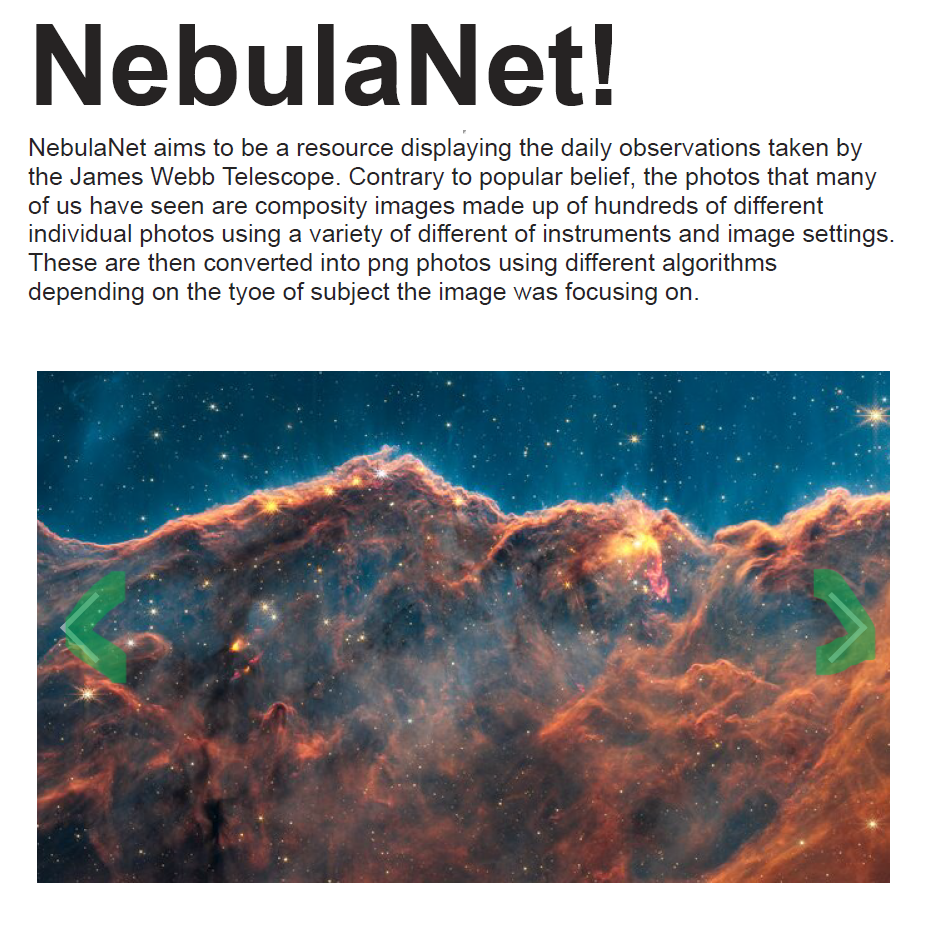 NebulaNet!
NebulaNet aims to be a resource displaying the daily observations taken by
the James Webb Telescope. Contrary to popular belief, the photos that many
of us have seen are composity images made up of hundreds of different
individual photos using a variety of different of instruments and image settings.
These are then converted into png photos using different algorithms
depending on the tyoe of subject the image was focusing on.